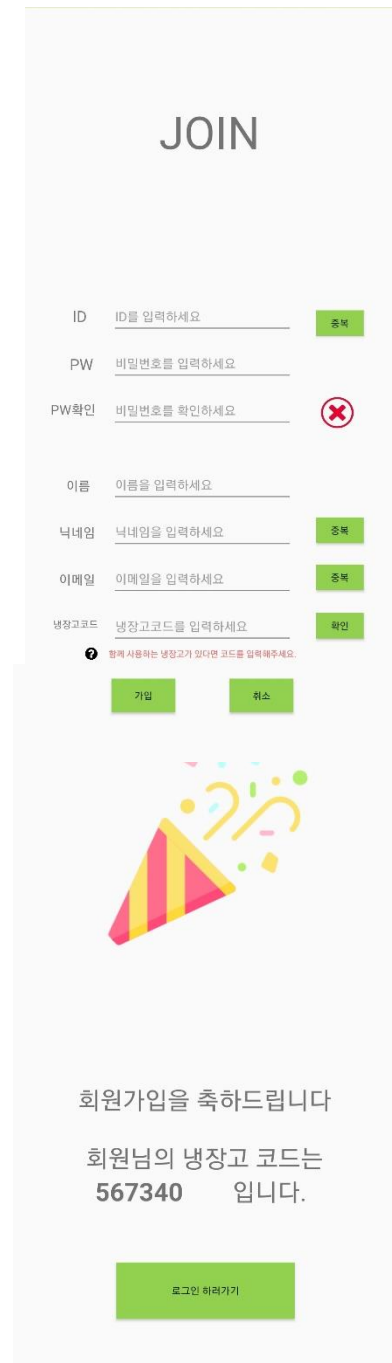 JOIN
ID ID를 입력하세요 중복
PW 비밀번호를 입력하세요
PW확인 비밀번호를 확인하세요
이름 이름을 입력하세요
닉네임 닉네임을 입력하세요 중복
이메일 이메일을 입력하세요 중복
냉장고코드 냉장고코드를 입력하세요 확인
? 함께 사용하는 냉장고가 있다면 코드를 입력해주세요.
가입 취소
회원가입을 축하드립니다
회원님의 냉장고 코드는
567340 입니다.
로그인 하러가기